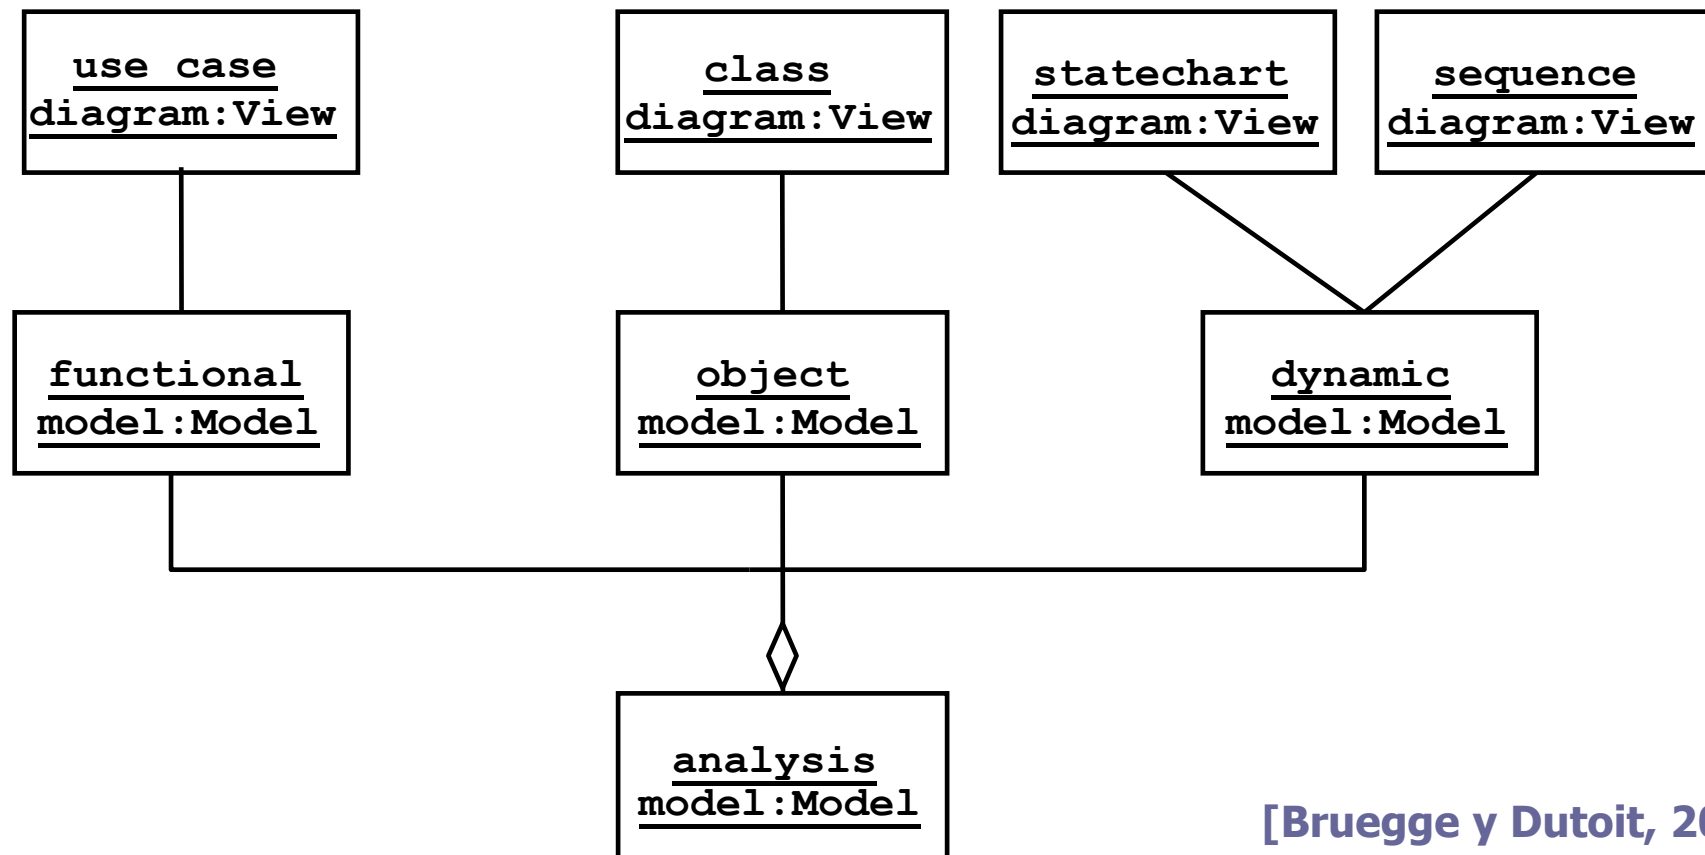 use case
diagram:View
class
diagram:View
statechart
diagram:View
sequence
diagram:View
functional
model:Model
object
model:Model
dynamic
model:Model
analysis
model:Model
[Bruegge y Dutoit, 20